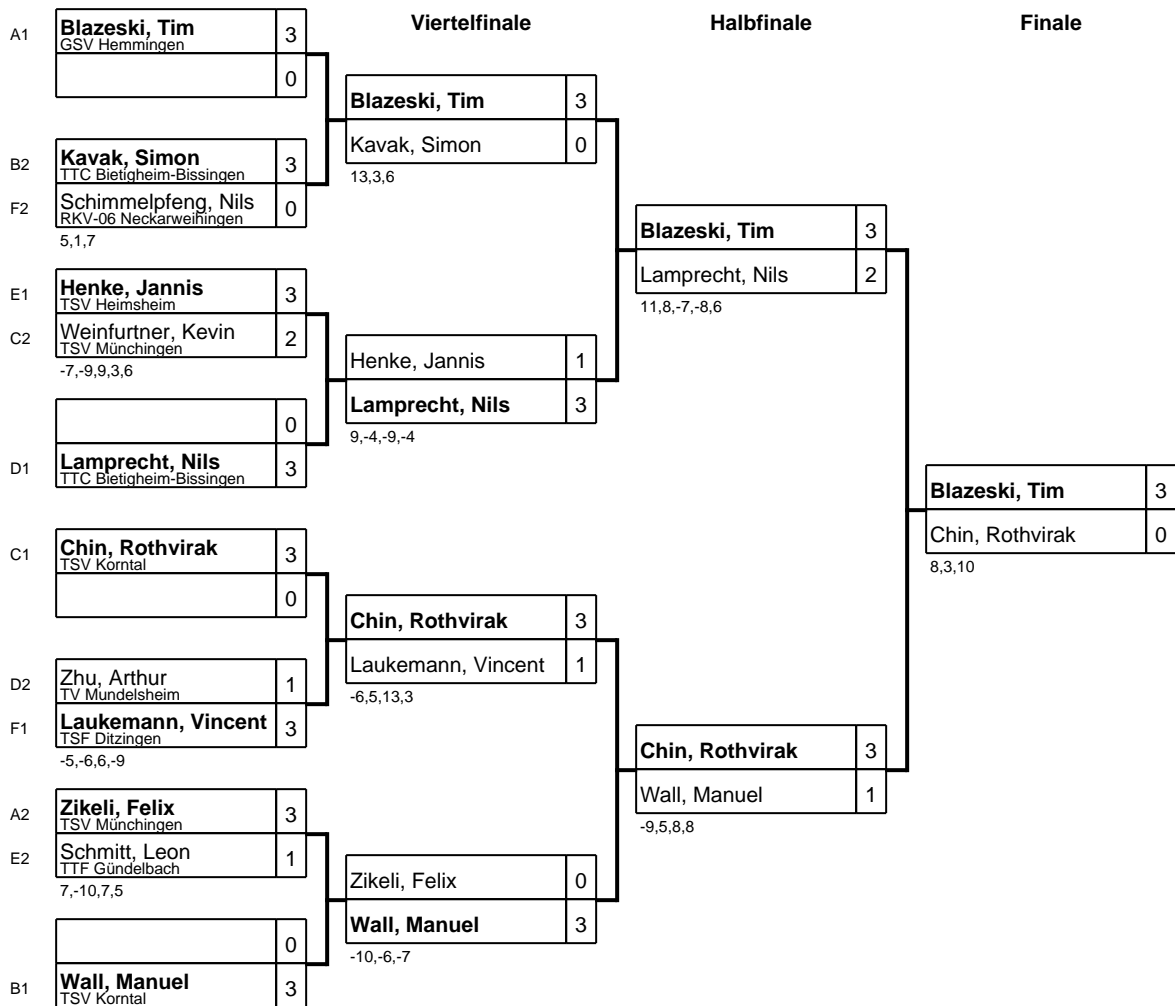 Viertelfinale
Halbfinale
Finale
A1
Blazeski, Tim
GSV Hemmingen
3
0
B2
Kavak, Simon
TTC Bietigheim-Bissingen
3
F2
Schimmelpfeng, Nils
RKV-06 Neckarweihingen
0
5,1,7
E1
Henke, Jannis
TSV Heimsheim
3
C2
Weinfurtner, Kevin
TSV Münchingen
2
-7,-9,9,3,6
0
D1
Lamprecht, Nils
TTC Bietigheim-Bissingen
3
C1
Chin, Rothvirak
TSV Korntal
3
0
D2
Zhu, Arthur
TV Mundelsheim
1
F1
Laukemann, Vincent
TSF Ditzingen
3
-5,-6,6,-9
A2
Zikeli, Felix
TSV Münchingen
3
E2
Schmitt, Leon
TTF Gündelbach
1
7,-10,7,5
0
B1
Wall, Manuel
TSV Korntal
3
Blazeski, Tim 3
Kavak, Simon 0
13,3,6
Henke, Jannis 1
Lamprecht, Nils 3
9,-4,-9,-4
Chin, Rothvirak 3
Laukemann, Vincent 1
-6,5,13,3
Zikeli, Felix 0
Wall, Manuel 3
-10,-6,-7
Blazeski, Tim 3
Lamprecht, Nils 2
11,8,-7,-8,6
Chin, Rothvirak 3
Wall, Manuel 1
-9,5,8,8
Blazeski, Tim 3
Chin, Rothvirak 0
8,3,10